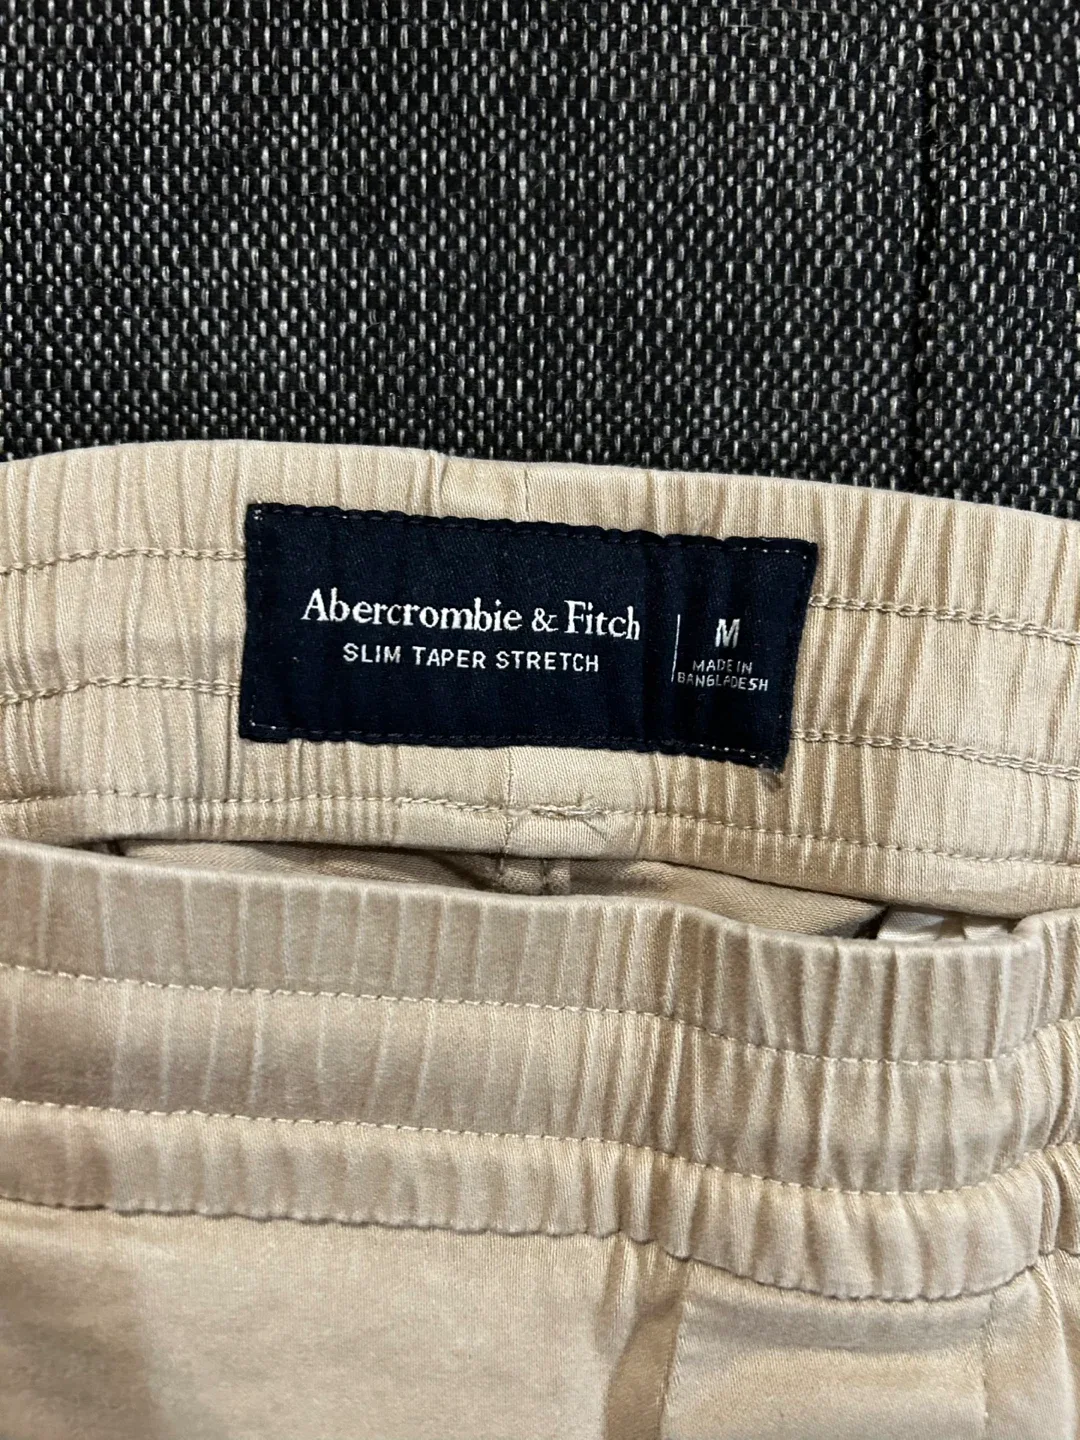 Abercrombie & Fitch
SLIM TAPER STRETCH
M
MADE IN
BANGLADESH